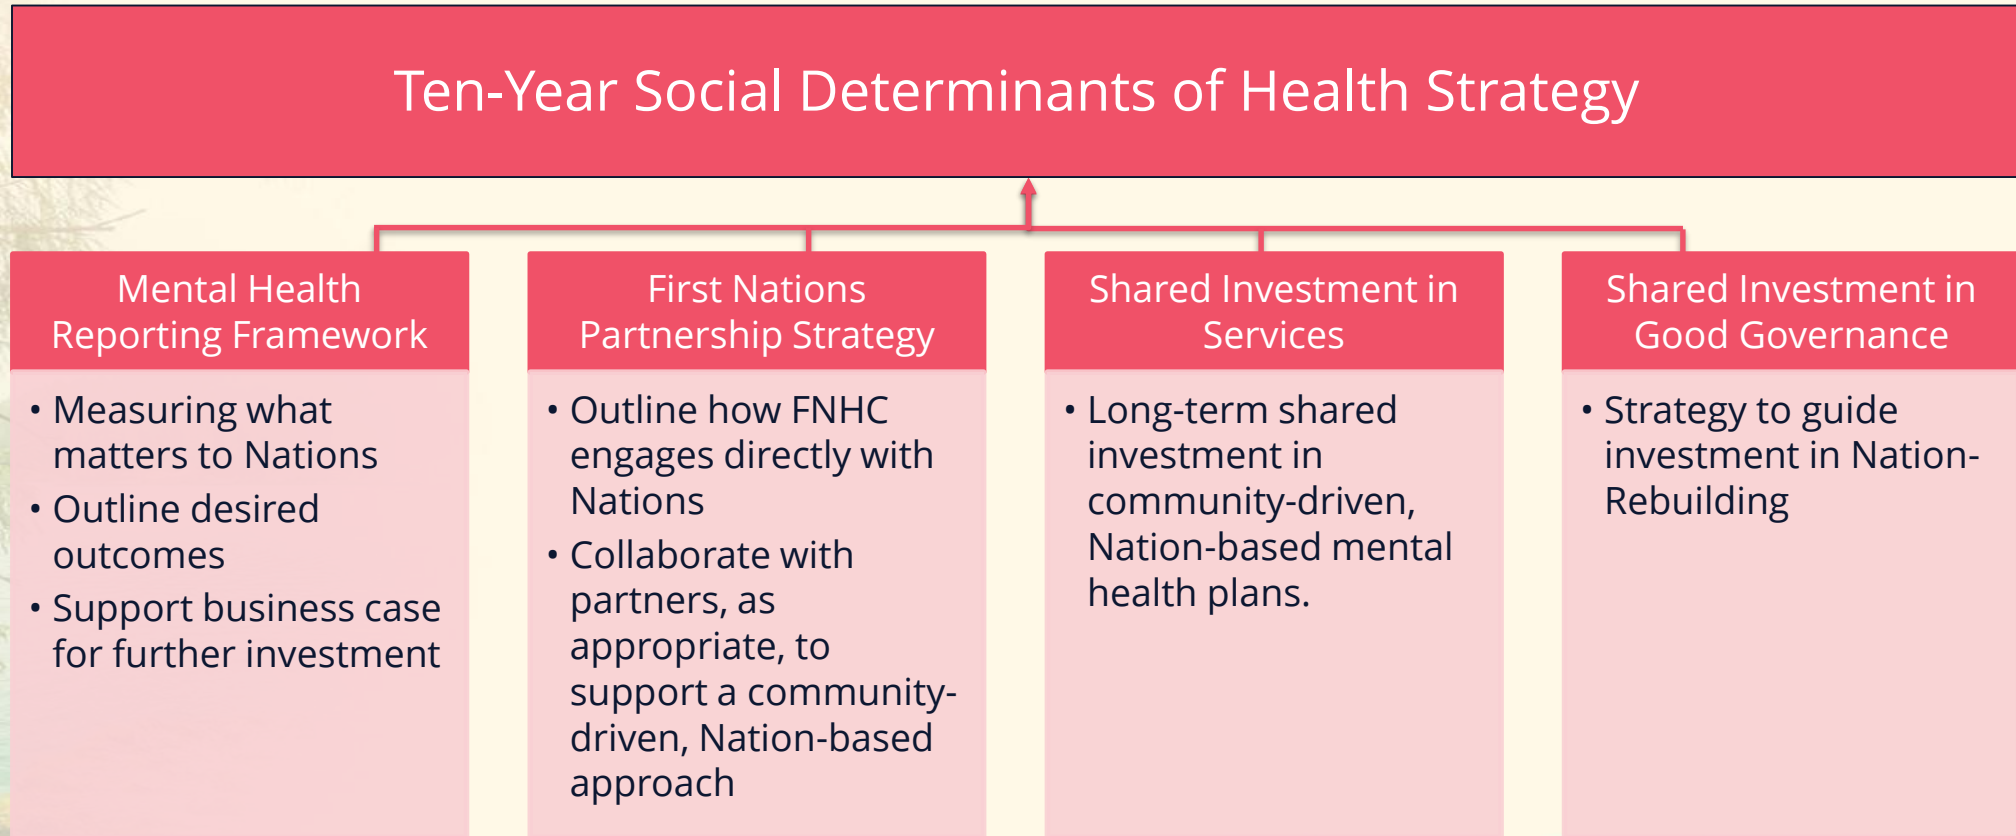 Ten-Year Social Determinants of Health Strategy
Mental Health
Reporting Framework
• Measuring what
matters to Nations
• Outline desired
outcomes
• Support business case
for further investment
First Nations
Partnership Strategy
• Outline how FNHC
engages directly with
Nations
• Collaborate with
partners, as
appropriate, to
support a community-
driven, Nation-based
approach
Shared Investment in
Services
• Long-term shared
investment in
community-driven,
Nation-based mental
health plans.
Shared Investment in
Good Governance
• Strategy to guide
investment in Nation-
Rebuilding